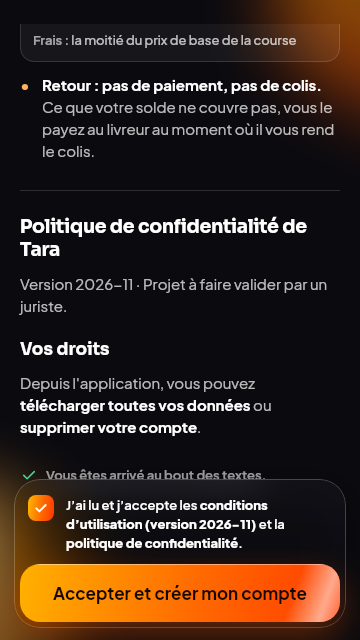 Frais : la moitié du prix de base de la course
Retour : pas de paiement, pas de colis.
Ce que votre solde ne couvre pas, vous le
payez au livreur au moment où il vous rend
le colis.
Politique de confidentialité de
Tara
Version 2026-11 · Projet à faire valider par un
juriste.
Vos droits
Depuis l'application, vous pouvez
télécharger toutes vos données ou
supprimer votre compte.
Vous êtes arrivé au bout des textes.
J'ai lu et j'accepte les conditions
d'utilisation (version 2026-11) et la
politique de confidentialité.
Accepter et créer mon compte